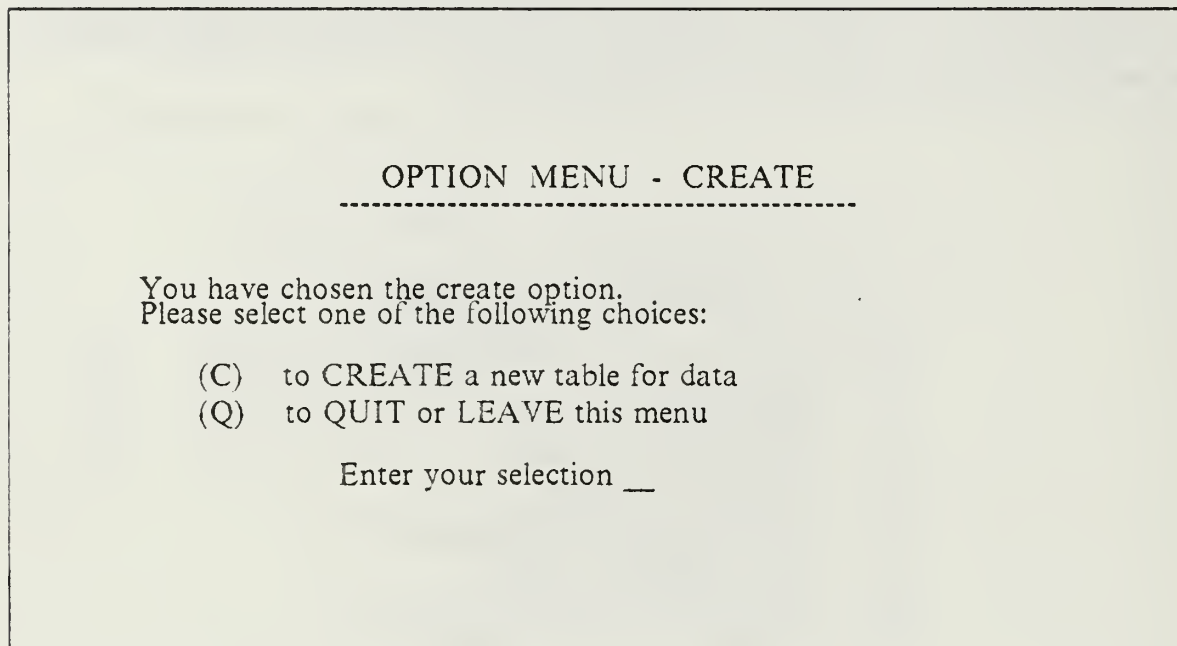 OPTION MENU - CREATE
You have chosen the create option.
Please select one of the following choices:
(C) to CREATE a new table for data
(Q) to QUIT or LEAVE this menu
Enter your selection __